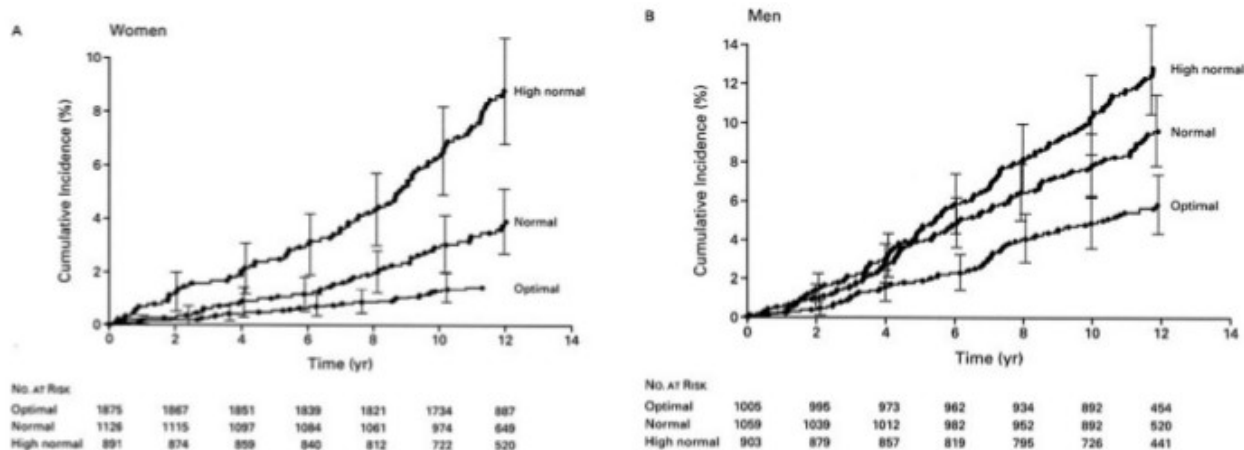 A Women
10
8
6
4
2
0
Cumulative Incidence (%)
High normal
Normal
Optimal
0 2 4 6 8 10 12 14
Time (yr)
NO. AT RISK
Optimal 1875 1867 1851 1839 1821 1734 887
Normal 1126 1115 1097 1084 1061 974 649
High normal 891 874 859 840 812 722 520
B Men
14
12
10
8
6
4
2
0
Cumulative Incidence (%)
High normal
Normal
Optimal
0 2 4 6 8 10 12 14
Time (yr)
NO. AT RISK
Optimal 1005 995 973 962 934 892 454
Normal 1059 1039 1012 982 952 892 520
High normal 903 879 857 819 795 726 441